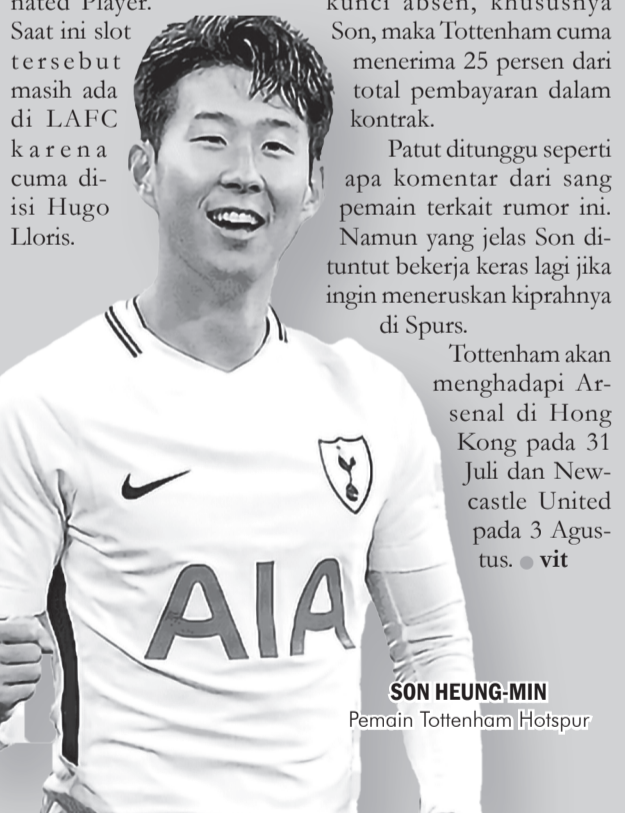 nated Player.
Saat ini slot
tersebut
masih ada
di LAFC
karena
cuma di-
isi Hugo
Lloris.
kunci absen, khususnya
Son, maka Tottenham cuma
menerima 25 persen dari
total pembayaran dalam
kontrak.
Patut ditunggu seperti
apa komentar dari sang
pemain terkait rumor ini.
Namun yang jelas Son di-
tuntut bekerja keras lagi jika
ingin meneruskan kiprahnya
di Spurs.
Tottenham akan
menghadapi Ar-
senal di Hong
Kong pada 31
Juli dan New-
castle United
pada 3 Agus-
tus. ● vit
AIA
SON HEUNG-MIN
Pemain Tottenham Hotspur